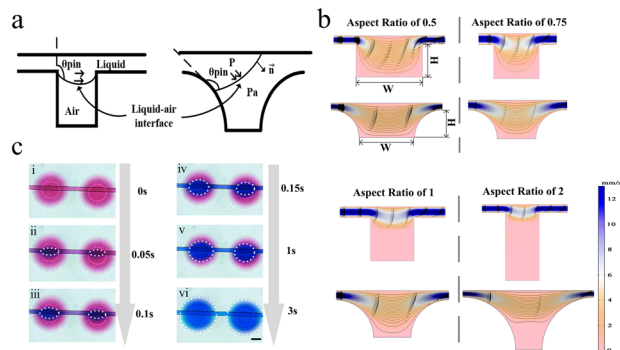 a
θpin
Liquid
Air
Liquid-air
interface
θpin
P
n
Pa
b
Aspect Ratio of 0.5
Aspect Ratio of 0.75
H
W
H
W
Aspect Ratio of 1
Aspect Ratio of 2
mm/s
12
10
8
6
4
2
0
c
i
0s
ii
0.05s
iii
0.1s
iv
0.15s
v
1s
vi
3s